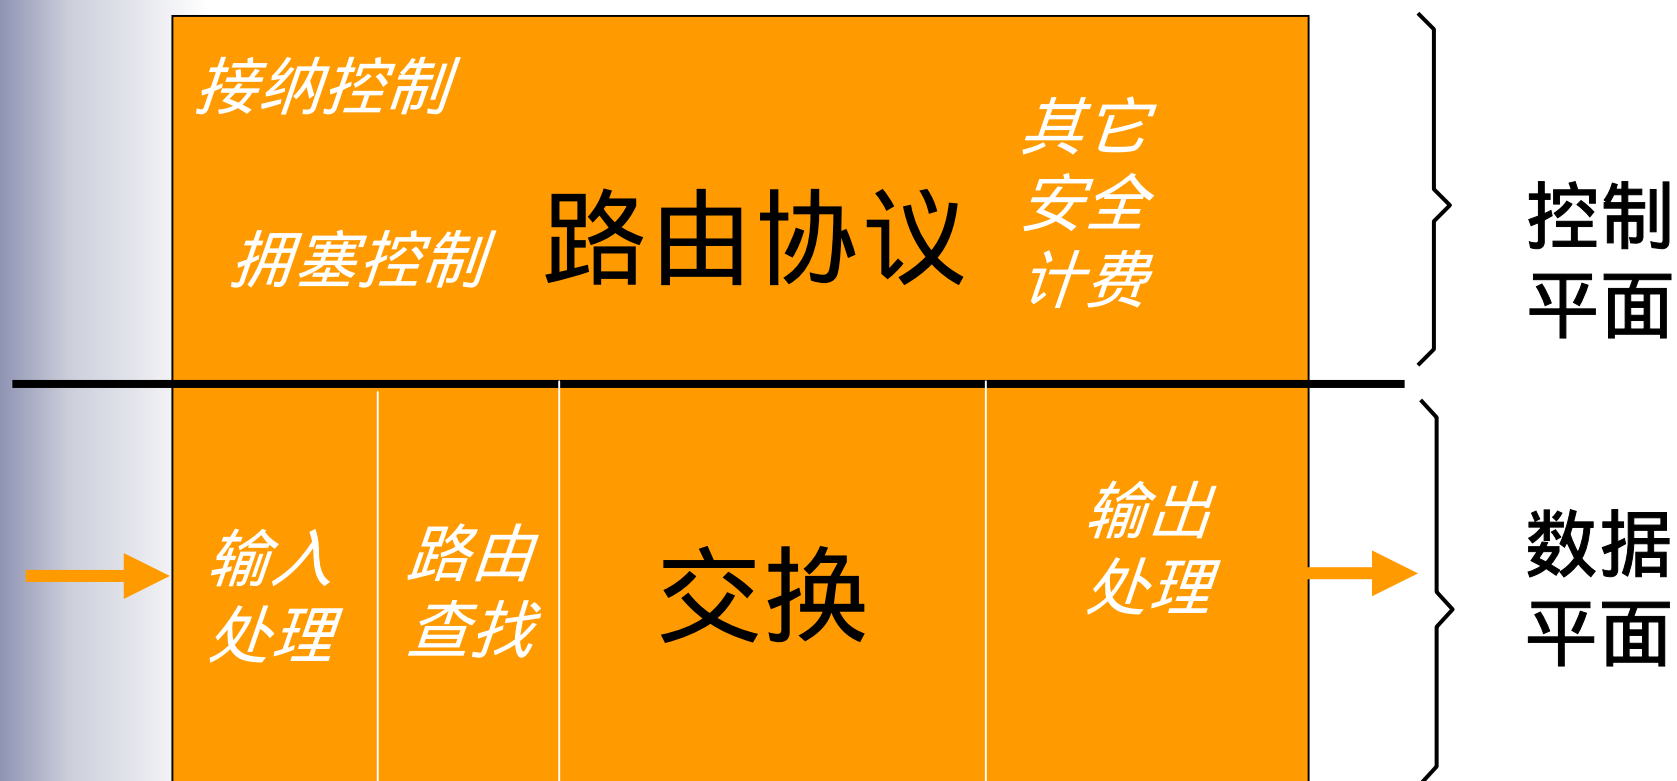 接纳控制
拥塞控制
路由协议
其它
安全
计费
控制
平面
输入
处理
路由
查找
交换
输出
处理
数据
平面